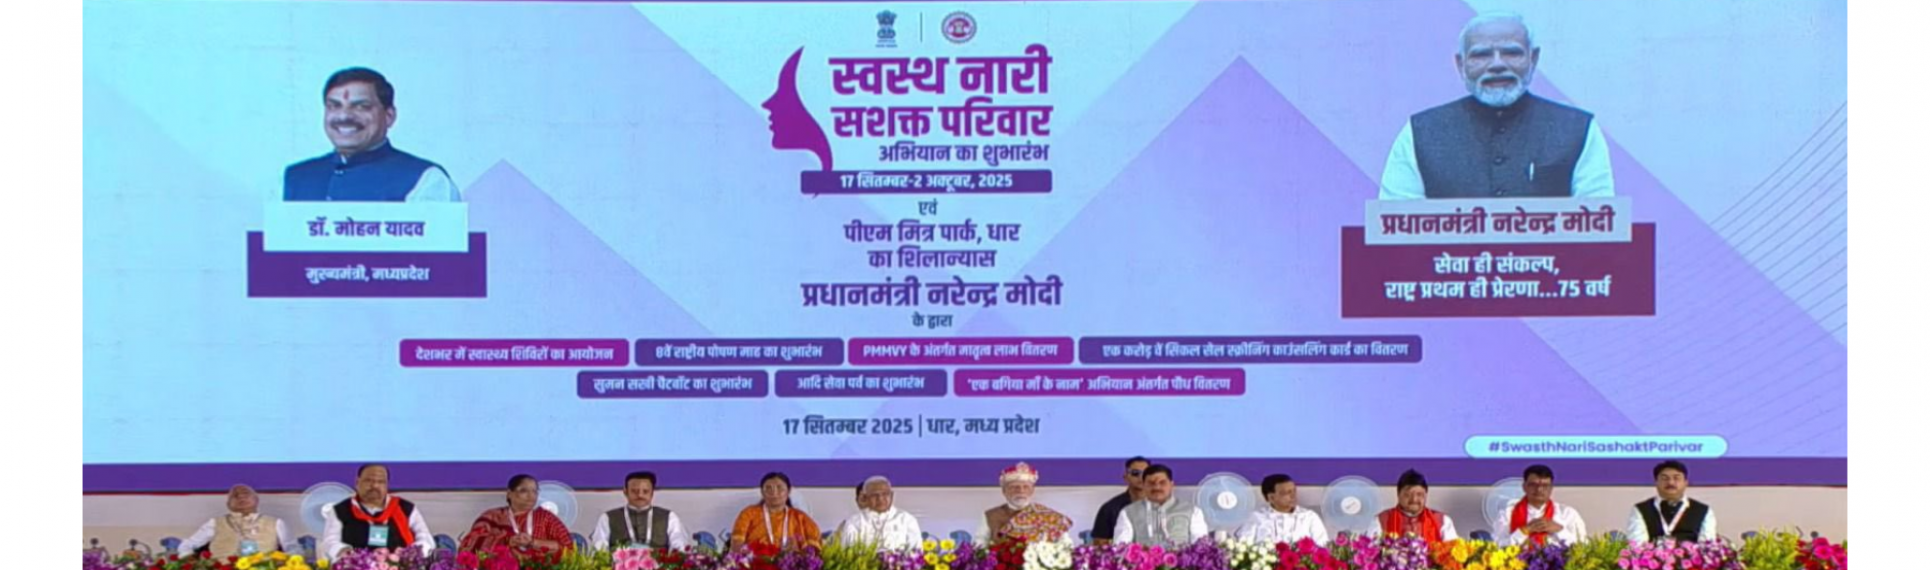 स्वस्थ नारी
सशक्त परिवार
अभियान का शुभारंभ
17 सितम्बर-2 अक्टूबर, 2025
एवं
पीएम मित्र पार्क, धार
का शिलान्यास
प्रधानमंत्री नरेन्द्र मोदी
के द्वारा
डॉ. मोहन यादव
मुख्यमंत्री, मध्यप्रदेश
प्रधानमंत्री नरेन्द्र मोदी
सेवा ही संकल्प,
राष्ट्र प्रथम ही प्रेरणा...75 वर्ष
देशभर में स्वास्थ्य शिविरों का आयोजन
8वें राष्ट्रीय पोषण माह का शुभारंभ
PMMVY के अंतर्गत मातृत्व लाभ वितरण
एक करोड़ वें सिकल सेल स्क्रीनिंग काउंसलिंग कार्ड का वितरण
सुमन सखी चैटबॉट का शुभारंभ
आदि सेवा पर्व का शुभारंभ
'एक बगिया माँ के नाम' अभियान अंतर्गत पौध वितरण
17 सितम्बर 2025 | धार, मध्य प्रदेश
#SwasthNariSashaktParivar